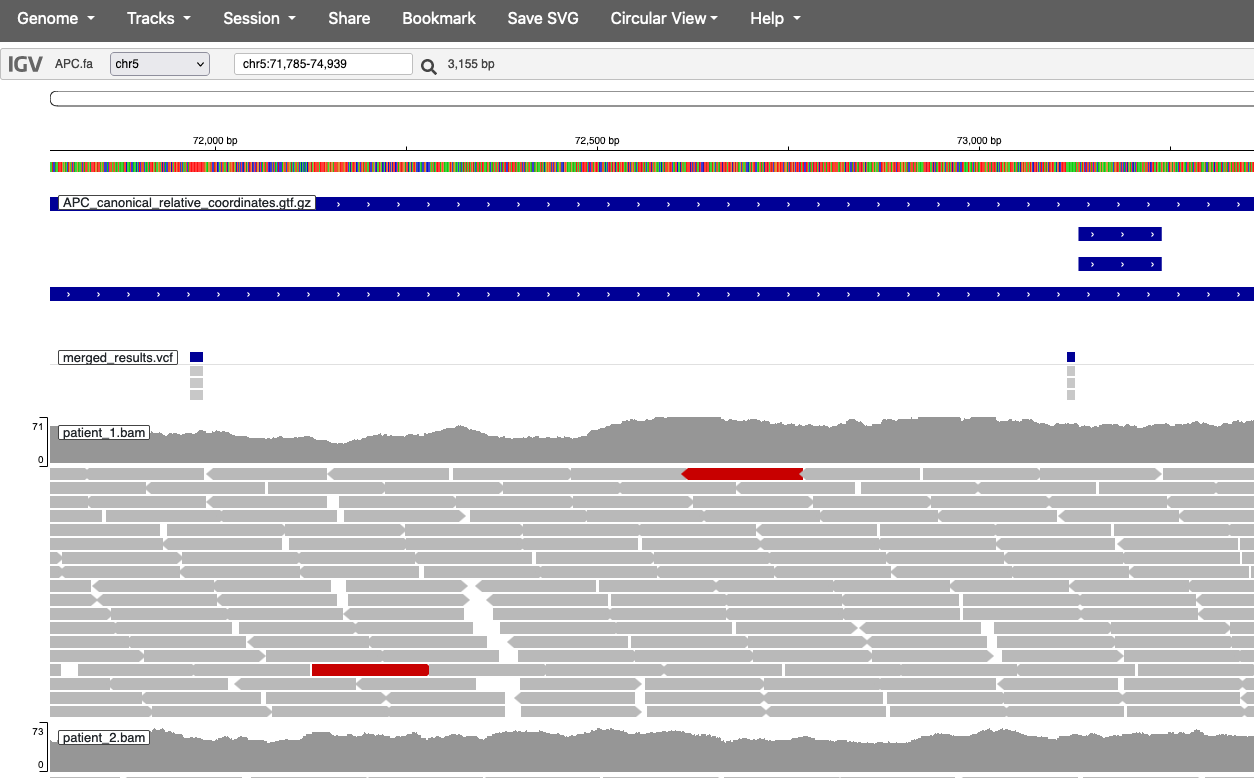 Genome Tracks Session Share Bookmark Save SVG Circular View Help
IGV APC.fa chr5 chr5:71,785-74,939 3,155 bp
72,000 bp 72,500 bp 73,000 bp
APC_canonical_relative_coordinates.gtf.gz
merged_results.vcf
71
patient_1.bam
0
73
patient_2.bam
0